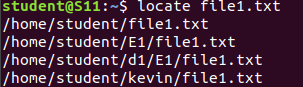 student@S11:~$ locate file1.txt
/home/student/file1.txt
/home/student/E1/file1.txt
/home/student/d1/E1/file1.txt
/home/student/kevin/file1.txt